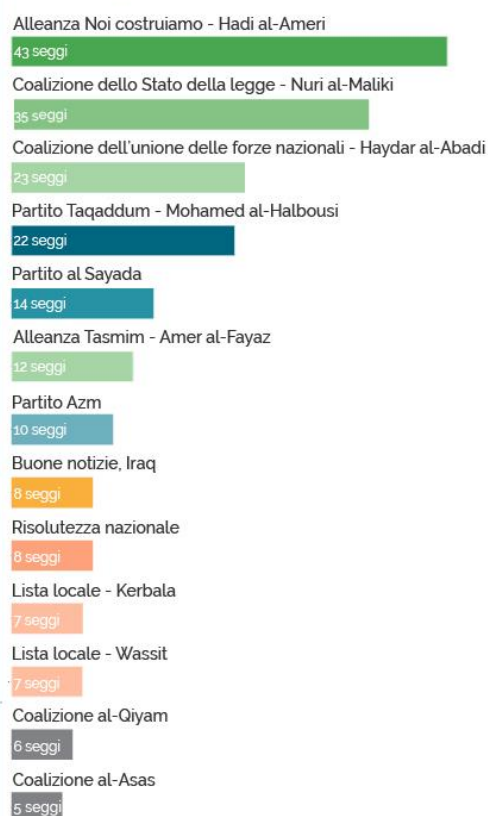 Alleanza Noi costruiamo - Hadi al-Ameri
43 seggi
Coalizione dello Stato della legge - Nuri al-Maliki
35 seggi
Coalizione dell'unione delle forze nazionali - Haydar al-Abadi
23 seggi
Partito Taqaddum - Mohamed al-Halbousi
22 seggi
Partito al Sayada
14 seggi
Alleanza Tasmim - Amer al-Fayaz
12 seggi
Partito Azm
10 seggi
Buone notizie, Iraq
8 seggi
Risolutezza nazionale
8 seggi
Lista locale - Kerbala
7 seggi
Lista locale - Wassit
7 seggi
Coalizione al-Qiyam
6 seggi
Coalizione al-Asas
5 seggi